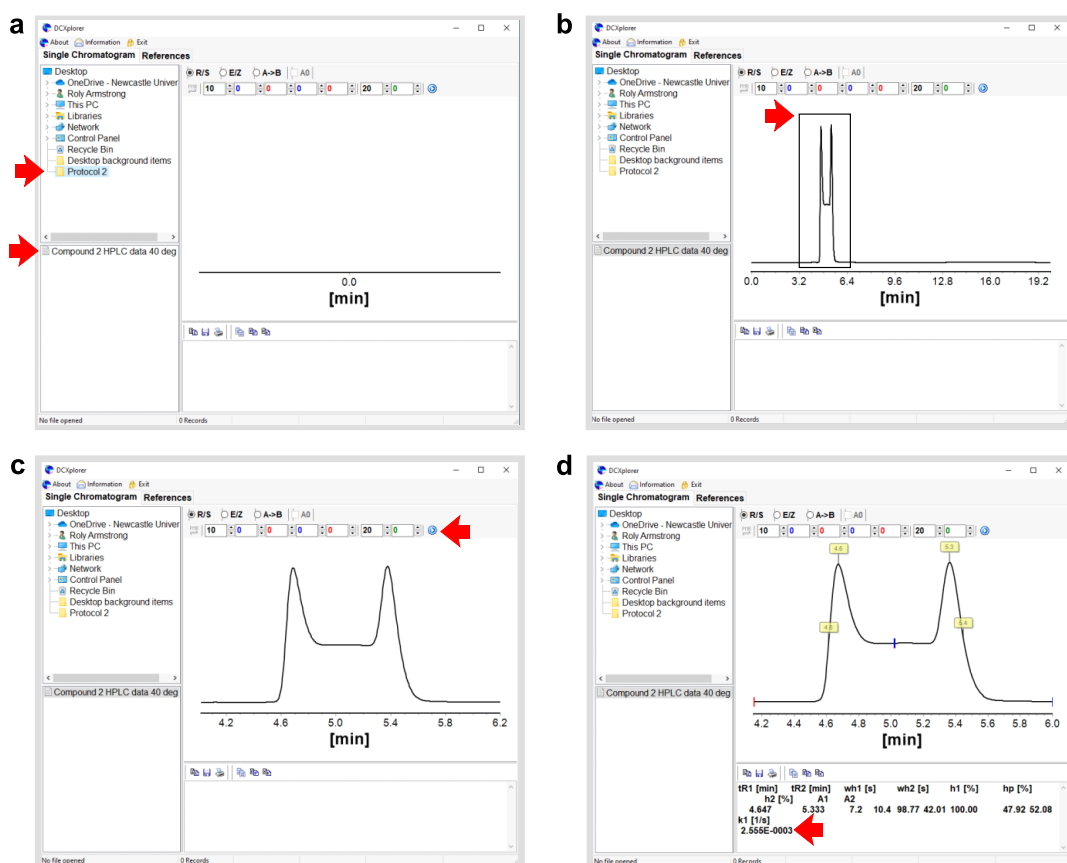 a
DCXplorer
About Information Exit
Single Chromatogram References
Desktop
OneDrive - Newcastle Univer
Roly Armstrong
This PC
Libraries
Network
Control Panel
Recycle Bin
Desktop background items
Protocol 2
Compound 2 HPLC data 40 deg
R/S E/Z A->B A0
10 0 0 0 0 20 0
0.0
[min]
No file opened 0 Records
b
DCXplorer
About Information Exit
Single Chromatogram References
Desktop
OneDrive - Newcastle Univer
Roly Armstrong
This PC
Libraries
Network
Control Panel
Recycle Bin
Desktop background items
Protocol 2
Compound 2 HPLC data 40 deg
R/S E/Z A->B A0
10 0 0 0 0 20 0
0.0 3.2 6.4 9.6 12.8 16.0 19.2
[min]
No file opened 0 Records
c
DCXplorer
About Information Exit
Single Chromatogram References
Desktop
OneDrive - Newcastle Univer
Roly Armstrong
This PC
Libraries
Network
Control Panel
Recycle Bin
Desktop background items
Protocol 2
Compound 2 HPLC data 40 deg
R/S E/Z A->B A0
10 0 0 0 0 20 0
4.2 4.6 5.0 5.4 5.8 6.2
[min]
No file opened 0 Records
d
DCXplorer
About Information Exit
Single Chromatogram References
Desktop
OneDrive - Newcastle Univer
Roly Armstrong
This PC
Libraries
Network
Control Panel
Recycle Bin
Desktop background items
Protocol 2
Compound 2 HPLC data 40 deg
R/S E/Z A->B A0
10 0 0 0 0 20 0
4.6 5.3
4.6 5.4
4.2 4.4 4.6 4.8 5.0 5.2 5.4 5.6 5.8 6.0
[min]
tR1 [min] tR2 [min] wh1 [s] wh2 [s] h1 [%] hp [%]
h2 [%] A1 A2
4.647 5.333 7.2 10.4 98.77 42.01 100.00 47.92 52.08
k1 [1/s]
2.555E-0003
No file opened 0 Records